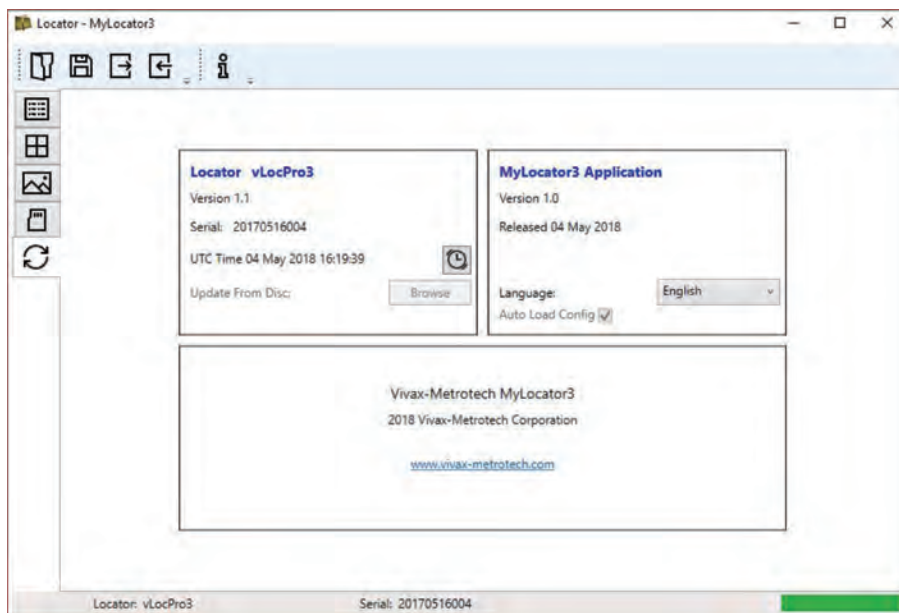 Locator - MyLocator3
Locator vLocPro3
Version 1.1
Serial: 20170516004
UTC Time 04 May 2018 16:19:39
Update From Disc:
Browse
MyLocator3 Application
Version 1.0
Released 04 May 2018
Language:
English
Auto Load Config
Vivax-Metrotech MyLocator3
2018 Vivax-Metrotech Corporation
www.vivax-metrotech.com
Locator: vLocPro3
Serial: 20170516004